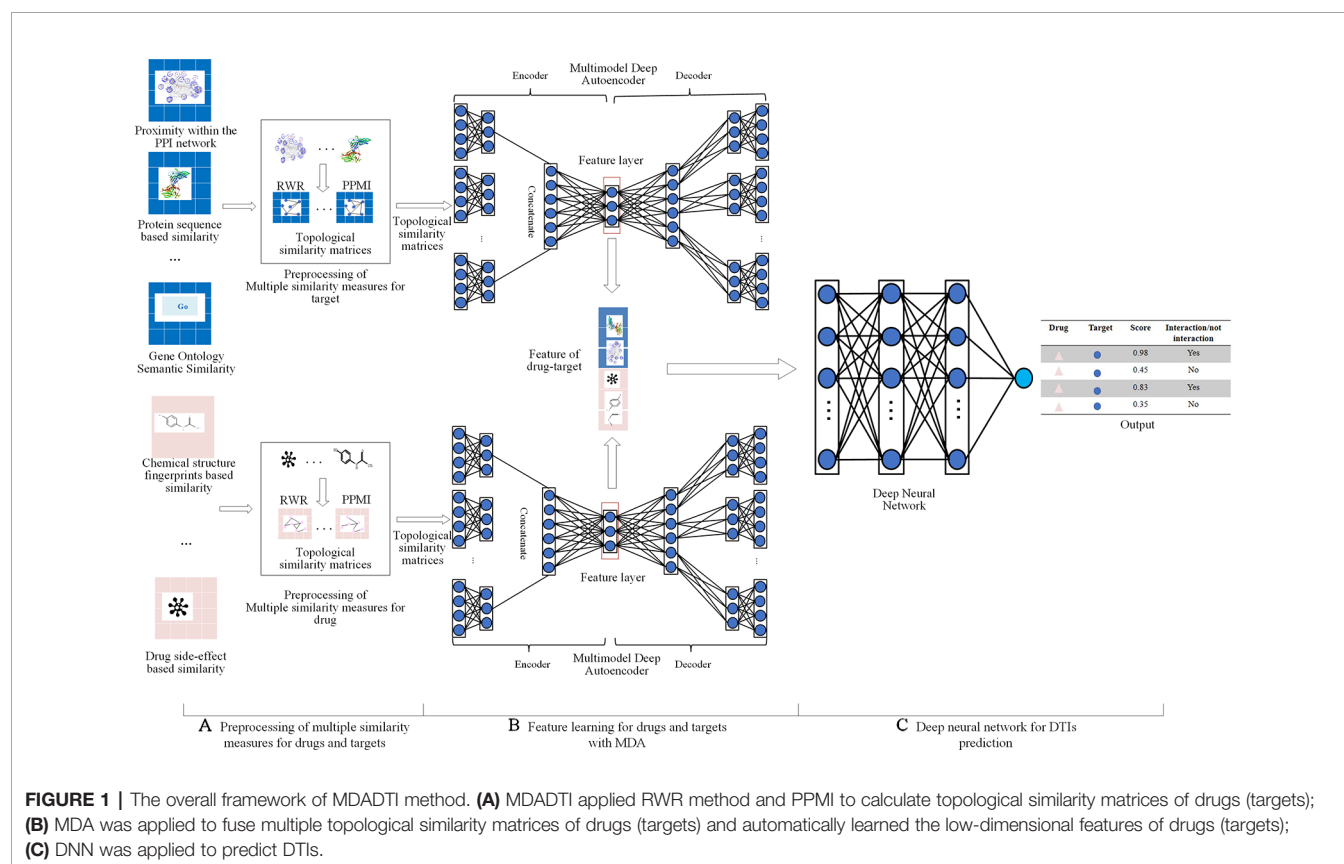 Proximity within the
PPI network
Protein sequence
based similarity
...
Go
Gene Ontology
Semantic Similarity
Chemical structure
fingerprints based
similarity
...
Drug side-effect
based similarity
RWR
PPMI
Topological
similarity matrices
Preprocessing of
Multiple similarity measures for
target
RWR
PPMI
Topological
similarity matrices
Preprocessing of
Multiple similarity measures for
drug
Topological
similarity
matrices
Topological
similarity
matrices
Encoder
Multimodel Deep
Autoencoder
Decoder
Concatenate
Feature layer
Feature of
drug-target
Concatenate
Feature layer
Encoder
Multimodel Deep
Autoencoder
Decoder
Deep Neural
Network
Drug Target Score Interaction/not interaction
0.98 Yes
0.45 No
0.83 Yes
0.35 No
Output
A Preprocessing of multiple similarity
measures for drugs and targets
B Feature learning for drugs and targets
with MDA
C Deep neural network for DTIs
prediction
FIGURE 1 | The overall framework of MDADTI method. (A) MDADTI applied RWR method and PPMI to calculate topological similarity matrices of drugs (targets);
(B) MDA was applied to fuse multiple topological similarity matrices of drugs (targets) and automatically learned the low-dimensional features of drugs (targets);
(C) DNN was applied to predict DTIs.